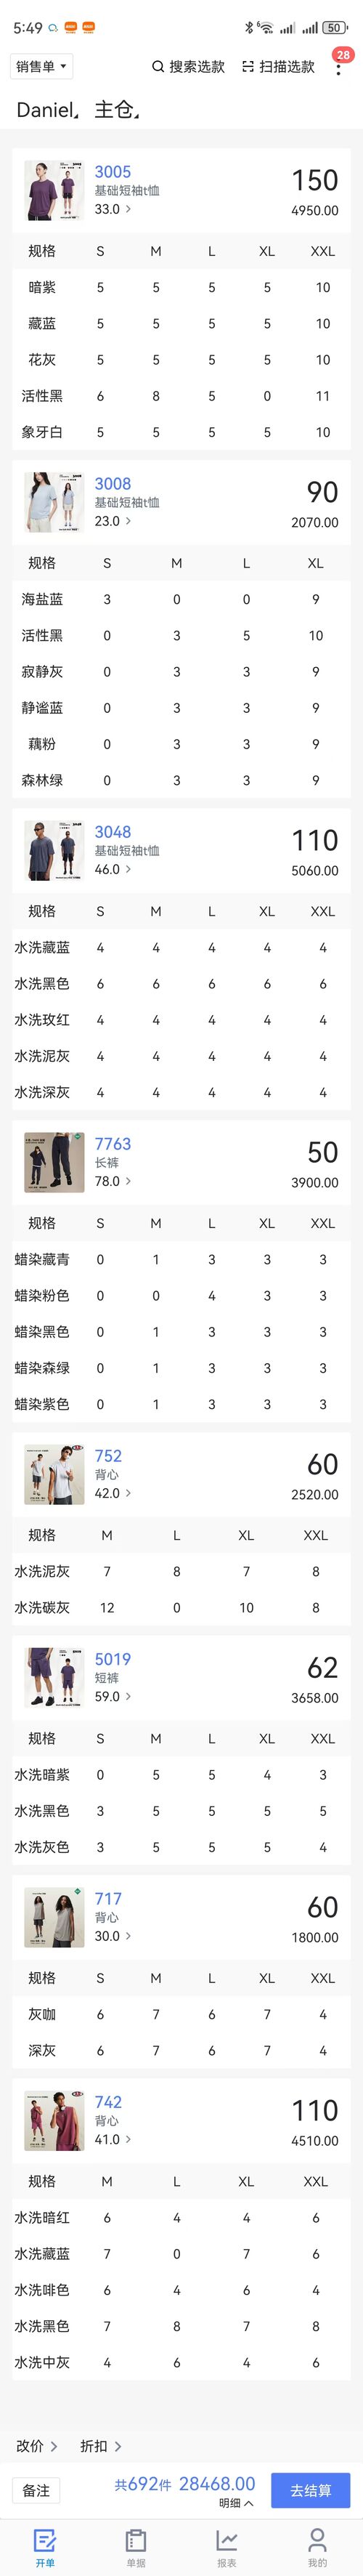 5:49 50
销售单 搜索选款 扫描选款 28
Daniel 主仓
3005 150
基础短袖t恤
33.0 4950.00
规格 S M L XL XXL
暗紫 5 5 5 5 10
藏蓝 5 5 5 5 10
花灰 5 5 5 5 10
活性黑 6 8 5 0 11
象牙白 5 5 5 5 10
3008 90
基础短袖t恤
23.0 2070.00
规格 S M L XL
海盐蓝 3 0 0 9
活性黑 0 3 5 10
寂静灰 0 3 3 9
静谧蓝 0 3 3 9
藕粉 0 3 3 9
森林绿 0 3 3 9
3048 110
基础短袖t恤
46.0 5060.00
规格 S M L XL XXL
水洗藏蓝 4 4 4 4 4
水洗黑色 6 6 6 6 6
水洗玫红 4 4 4 4 4
水洗泥灰 4 4 4 4 4
水洗深灰 4 4 4 4 4
7763 50
长裤
78.0 3900.00
规格 S M L XL XXL
蜡染藏青 0 1 3 3 3
蜡染粉色 0 0 4 3 3
蜡染黑色 0 1 3 3 3
蜡染森绿 0 1 3 3 3
蜡染紫色 0 1 3 3 3
752 60
背心
42.0 2520.00
规格 M L XL XXL
水洗泥灰 7 8 7 8
水洗碳灰 12 0 10 8
5019 62
短裤
59.0 3658.00
规格 S M L XL XXL
水洗暗紫 0 5 5 4 3
水洗黑色 3 5 5 5 5
水洗灰色 3 5 5 5 4
717 60
背心
30.0 1800.00
规格 S M L XL XXL
灰咖 6 7 6 7 4
深灰 6 7 6 7 4
742 110
背心
41.0 4510.00
规格 M L XL XXL
水洗暗红 6 4 4 6
水洗藏蓝 7 0 7 6
水洗啡色 6 4 6 4
水洗黑色 7 8 7 8
水洗中灰 4 6 4 6
改价 折扣
备注 共692件 28468.00 去结算
明细
开单 单据 报表 我的